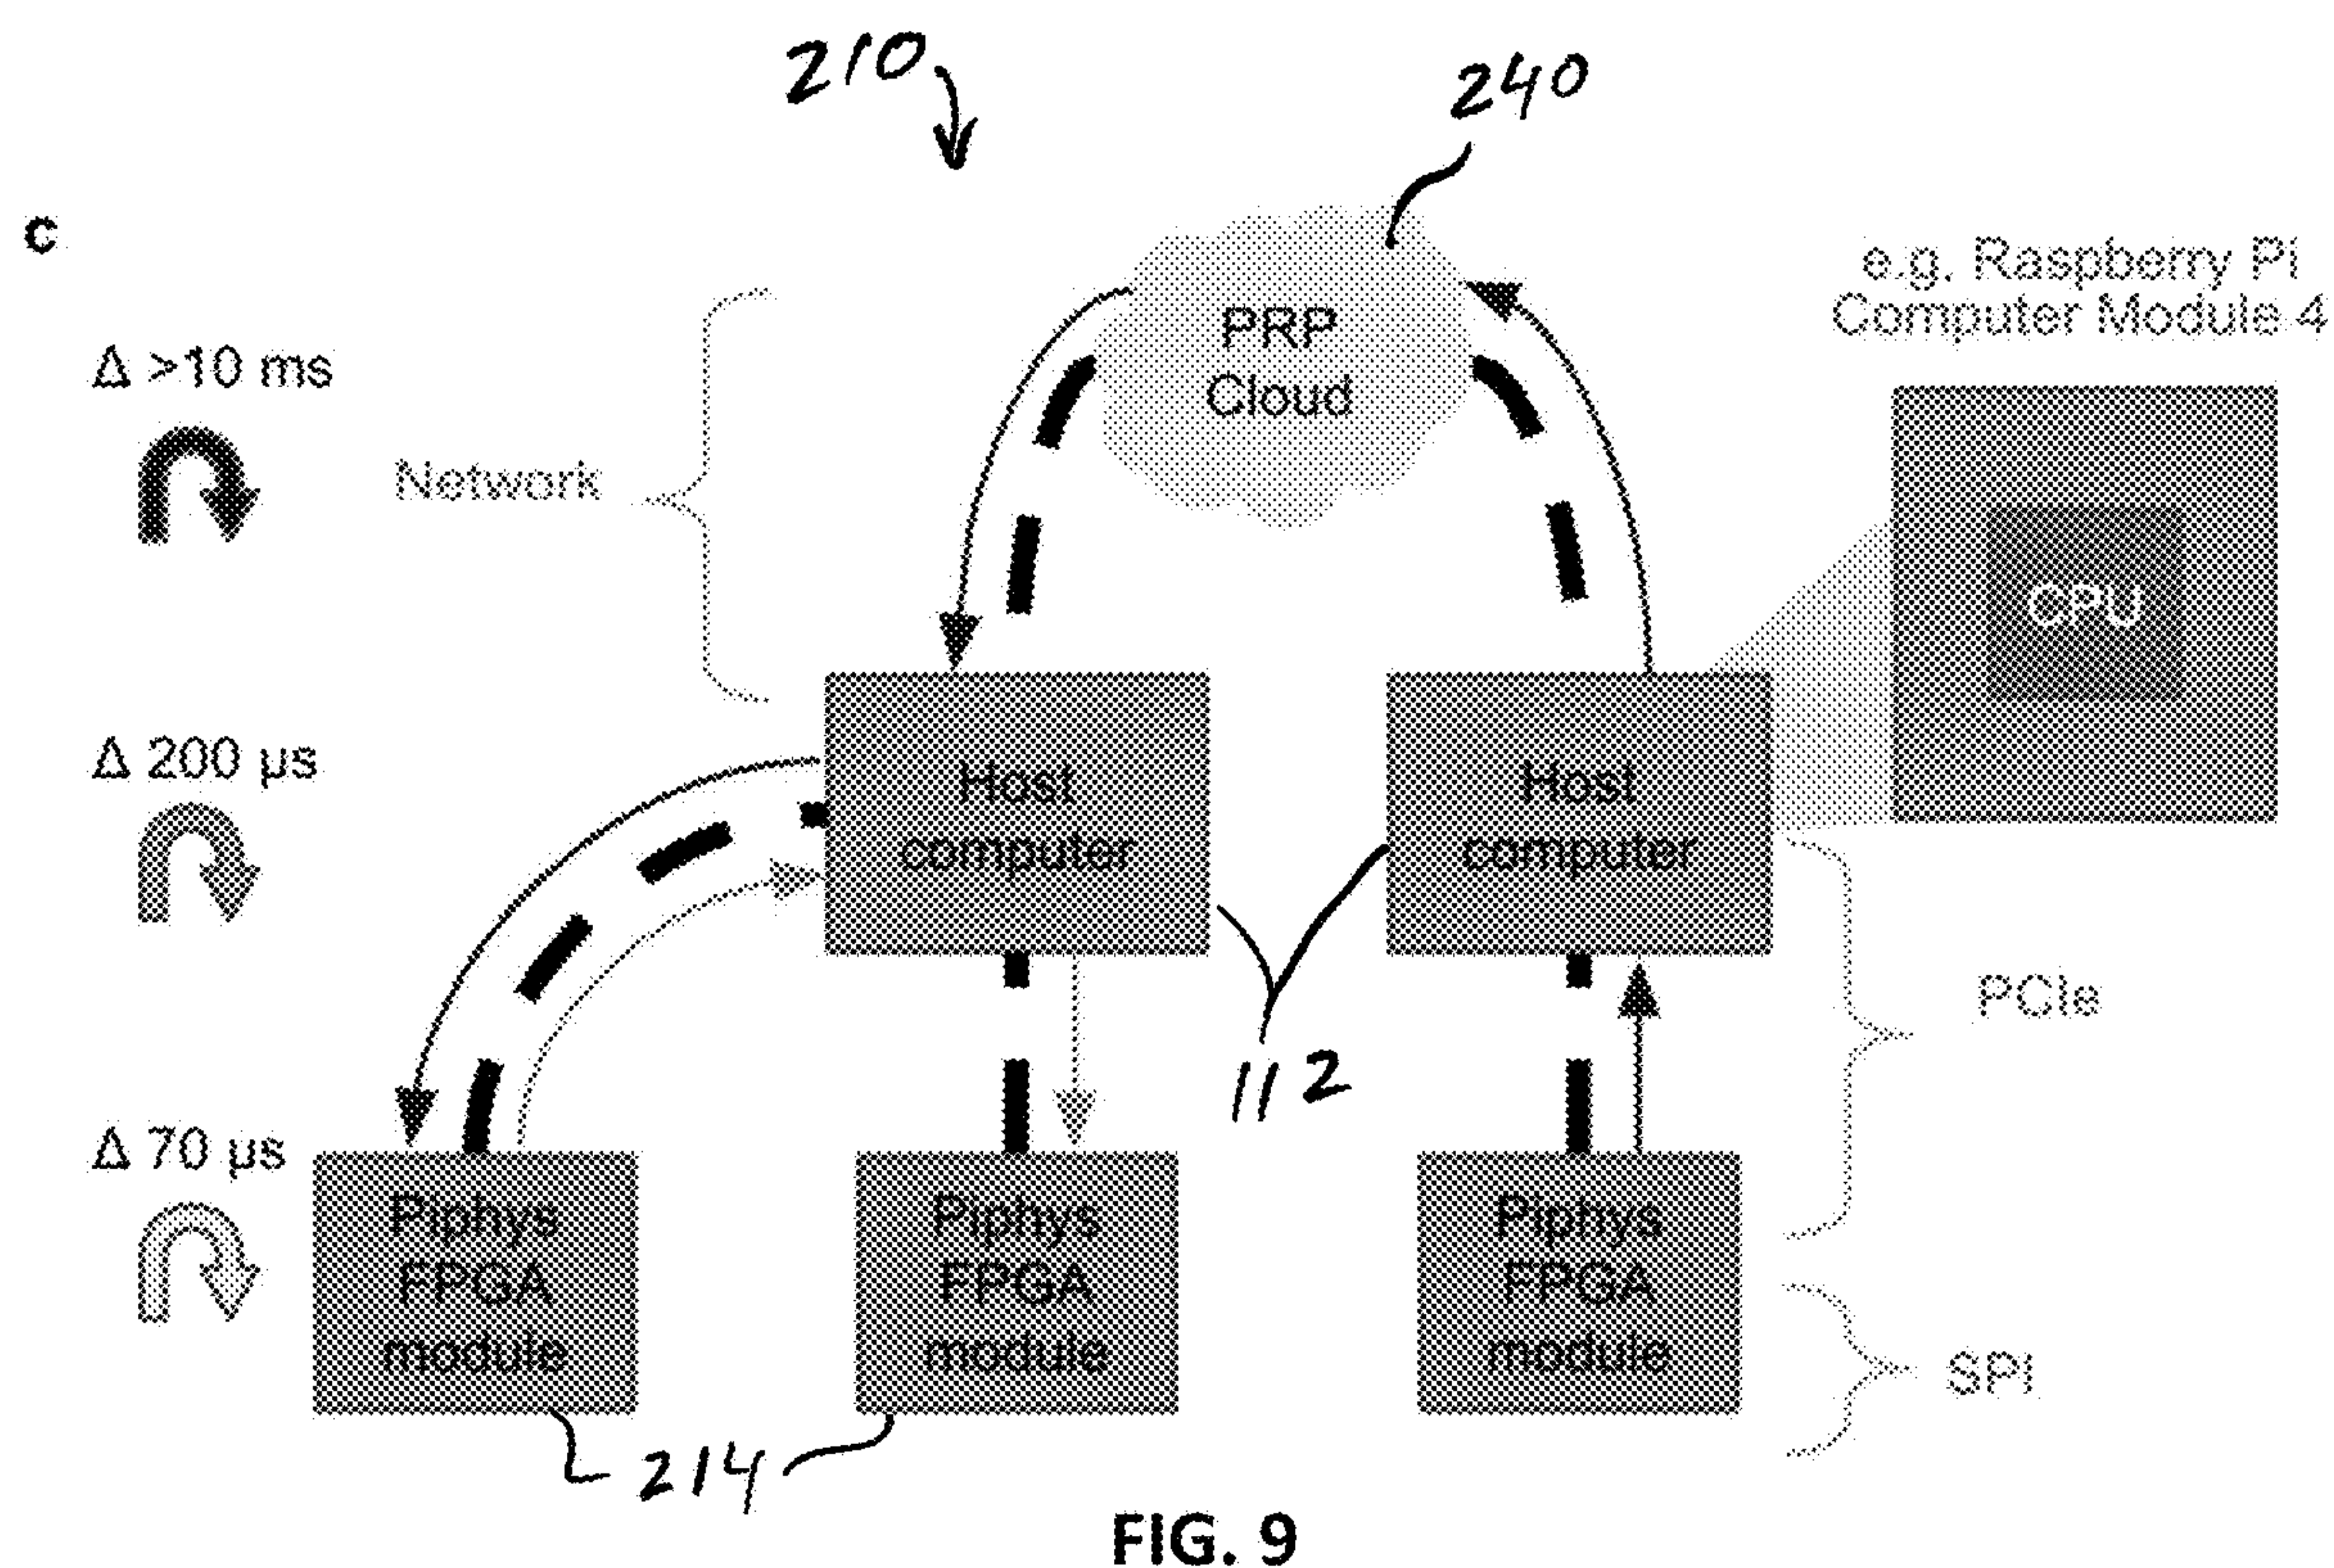 210
240
c
e.g. Raspberry Pi
Computer Module 4
PRP
Cloud
Δ >10 ms
Network
CPU
Δ 200 μs
Host
computer
Host
computer
PCIe
112
Δ 70 μs
Piphys
FPGA
module
Piphys
FPGA
module
Piphys
FPGA
module
SPI
214
FIG. 9